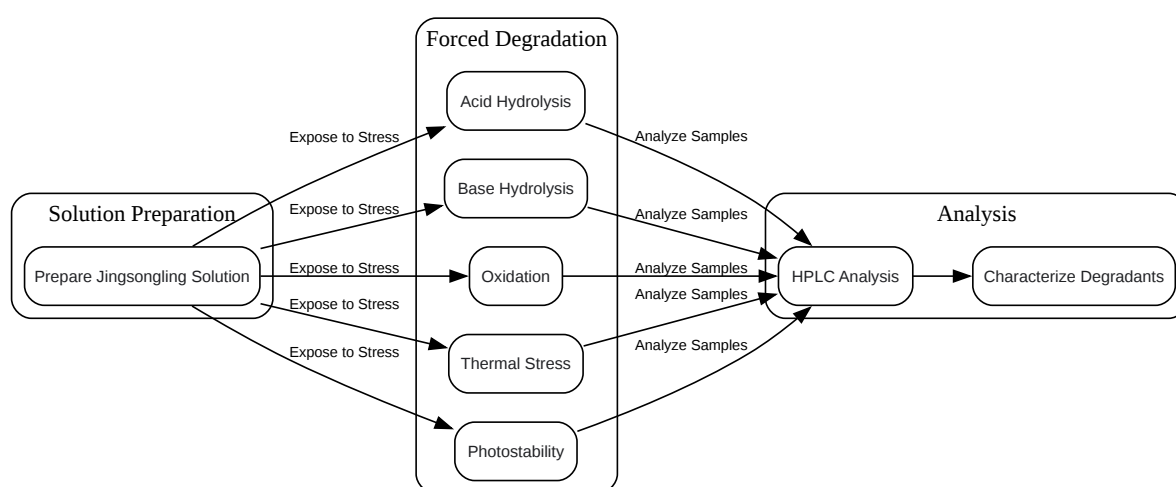 Forced Degradation
Acid Hydrolysis
Expose to Stress
Analyze Samples
Base Hydrolysis
Expose to Stress
Analyze Samples
Solution Preparation
Analysis
Prepare Jingsongling Solution
Expose to Stress
Oxidation
Analyze Samples
HPLC Analysis
Characterize Degradants
Expose to Stress
Analyze Samples
Thermal Stress
Expose to Stress
Analyze Samples
Photostability